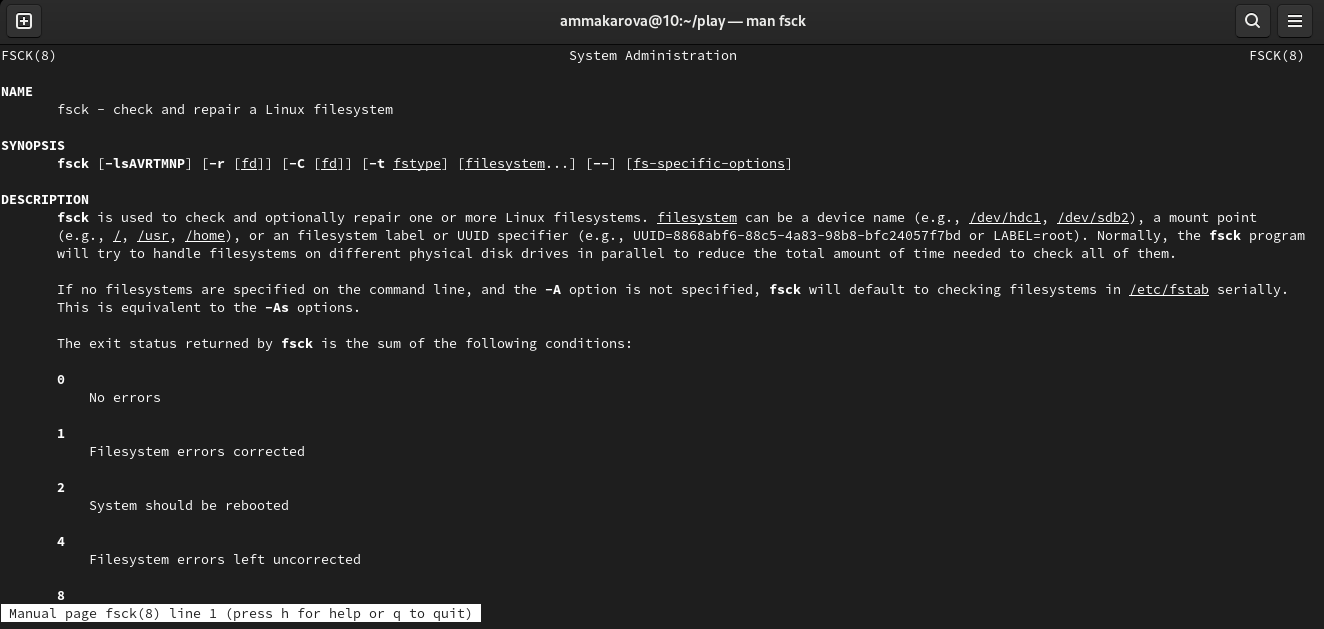 ammakarova@10:~/play — man fsck
FSCK(8) System Administration FSCK(8)
NAME
fsck - check and repair a Linux filesystem
SYNOPSIS
fsck [-lsAVRTMNP] [-r [fd]] [-C [fd]] [-t fstype] [filesystem...] [--] [fs-specific-options]
DESCRIPTION
fsck is used to check and optionally repair one or more Linux filesystems. filesystem can be a device name (e.g., /dev/hdc1, /dev/sdb2), a mount point
(e.g., /, /usr, /home), or an filesystem label or UUID specifier (e.g., UUID=8868abf6-88c5-4a83-98b8-bfc24057f7bd or LABEL=root). Normally, the fsck program
will try to handle filesystems on different physical disk drives in parallel to reduce the total amount of time needed to check all of them.
If no filesystems are specified on the command line, and the -A option is not specified, fsck will default to checking filesystems in /etc/fstab serially.
This is equivalent to the -As options.
The exit status returned by fsck is the sum of the following conditions:
0
No errors
1
Filesystem errors corrected
2
System should be rebooted
4
Filesystem errors left uncorrected
8
Manual page fsck(8) line 1 (press h for help or q to quit)